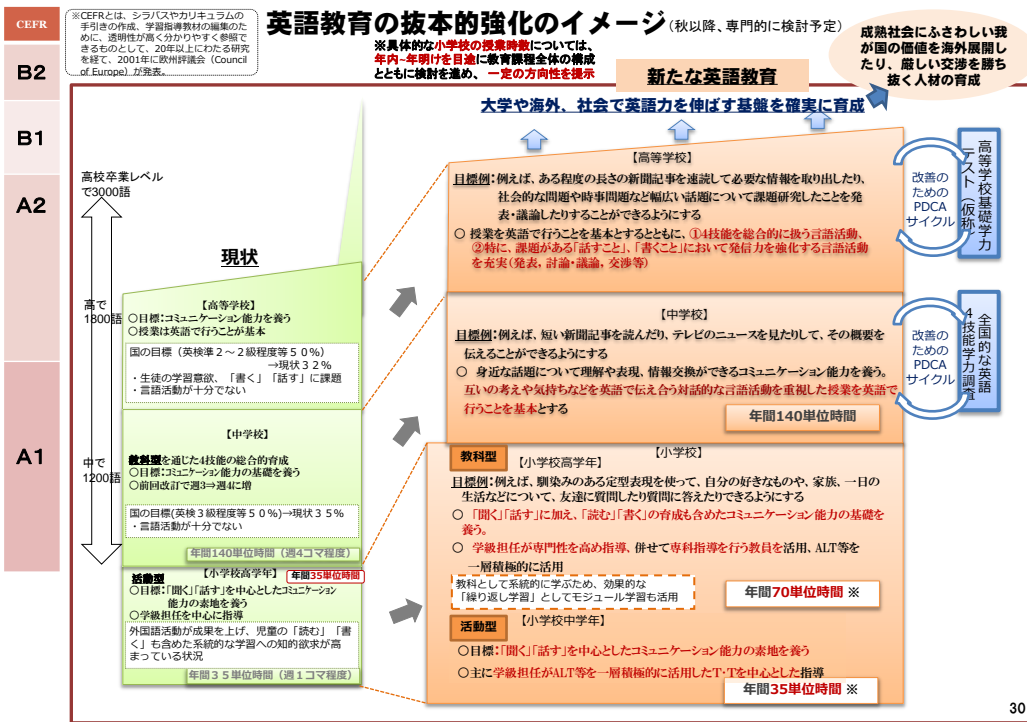 CEFR
※CEFRとは、シラバスやカリキュラムの
手引きの作成、学習指導教材の編集のた
めに、透明性が高く分かりやすく参照で
きるものとして、20年以上にわたる研究
を経て、2001年に欧州評議会（Council
of Europe）が発表。
英語教育の抜本的強化のイメージ(秋以降、専門的に検討予定)
※具体的な小学校の授業時数については、
年内~年明けを目途に教育課程全体の構成
とともに検討を進め、一定の方向性を提示
成熟社会にふさわしい我
が国の価値を海外展開し
たり、厳しい交渉を勝ち
抜く人材の育成
B2
B1
A2
A1
新たな英語教育
大学や海外、社会で英語力を伸ばす基盤を確実に育成
高校卒業レベル
で3000語
高で
1800語
中で
1200語
現状
【高等学校】
○目標:コミュニケーション能力を養う
○授業は英語で行うことが基本
国の目標（英検準２～２級程度等５０％）
→現状３２％
・生徒の学習意欲、「書く」「話す」に課題
・言語活動が十分でない
【中学校】
教科型を通じた4技能の総合的育成
○目標:コミュニケーション能力の基礎を養う
○前回改訂で週3⇒週4に増
国の目標(英検３級程度等５０％)→現状３５％
・言語活動が十分でない
年間140単位時間（週4コマ程度）
活動型
【小学校高学年】
年間35単位時間
○目標:「聞く」「話す」を中心としたコミュニケーション
能力の素地を養う
○学級担任を中心に指導
外国語活動が成果を上げ、児童の「読む」「書
く」も含めた系統的な学習への知的欲求が高
まっている状況
年間３５単位時間（週１コマ程度）
【高等学校】
目標例:例えば、ある程度の長さの新聞記事を速読して必要な情報を取り出したり、
社会的な問題や時事問題など幅広い話題について課題研究したことを発
表・議論したりすることができるようにする
○ 授業を英語で行うことを基本とするとともに、①4技能を総合的に扱う言語活動、
②特に、課題がある「話すこと」、「書くこと」において発信力を強化する言語活動
を充実(発表、討論・議論、交渉等)
改善の
ための
PDCA
サイクル
高等学校基礎学力
テスト（仮称）
【中学校】
目標例:例えば、短い新聞記事を読んだり、テレビのニュースを見たりして、その概要を
伝えることができるようにする
○ 身近な話題について理解や表現、情報交換ができるコミュニケーション能力を養う。
互いの考えや気持ちなどを英語で伝え合う対話的な言語活動を重視した授業を英語で
行うことを基本とする
年間140単位時間
改善の
ための
PDCA
サイクル
全国的な英語
４技能学力調査
【小学校】
教科型
【小学校高学年】
目標例:例えば、馴染みのある定型表現を使って、自分の好きなものや、家族、一日の
生活などについて、友達に質問したり質問に答えたりできるようにする
○ 「聞く」「話す」に加え、「読む」「書く」の育成も含めたコミュニケーション能力の基礎を
養う。
○ 学級担任が専門性を高め指導、併せて専科指導を行う教員を活用、ALT等を
一層積極的に活用
教科として系統的に学ぶため、効果的な
「繰り返し学習」としてモジュール学習も活用
年間70単位時間 ※
活動型
【小学校中学年】
○目標:「聞く」「話す」を中心としたコミュニケーション能力の素地を養う
○主に学級担任がALT等を一層積極的に活用したT・Tを中心とした指導
年間35単位時間 ※
30